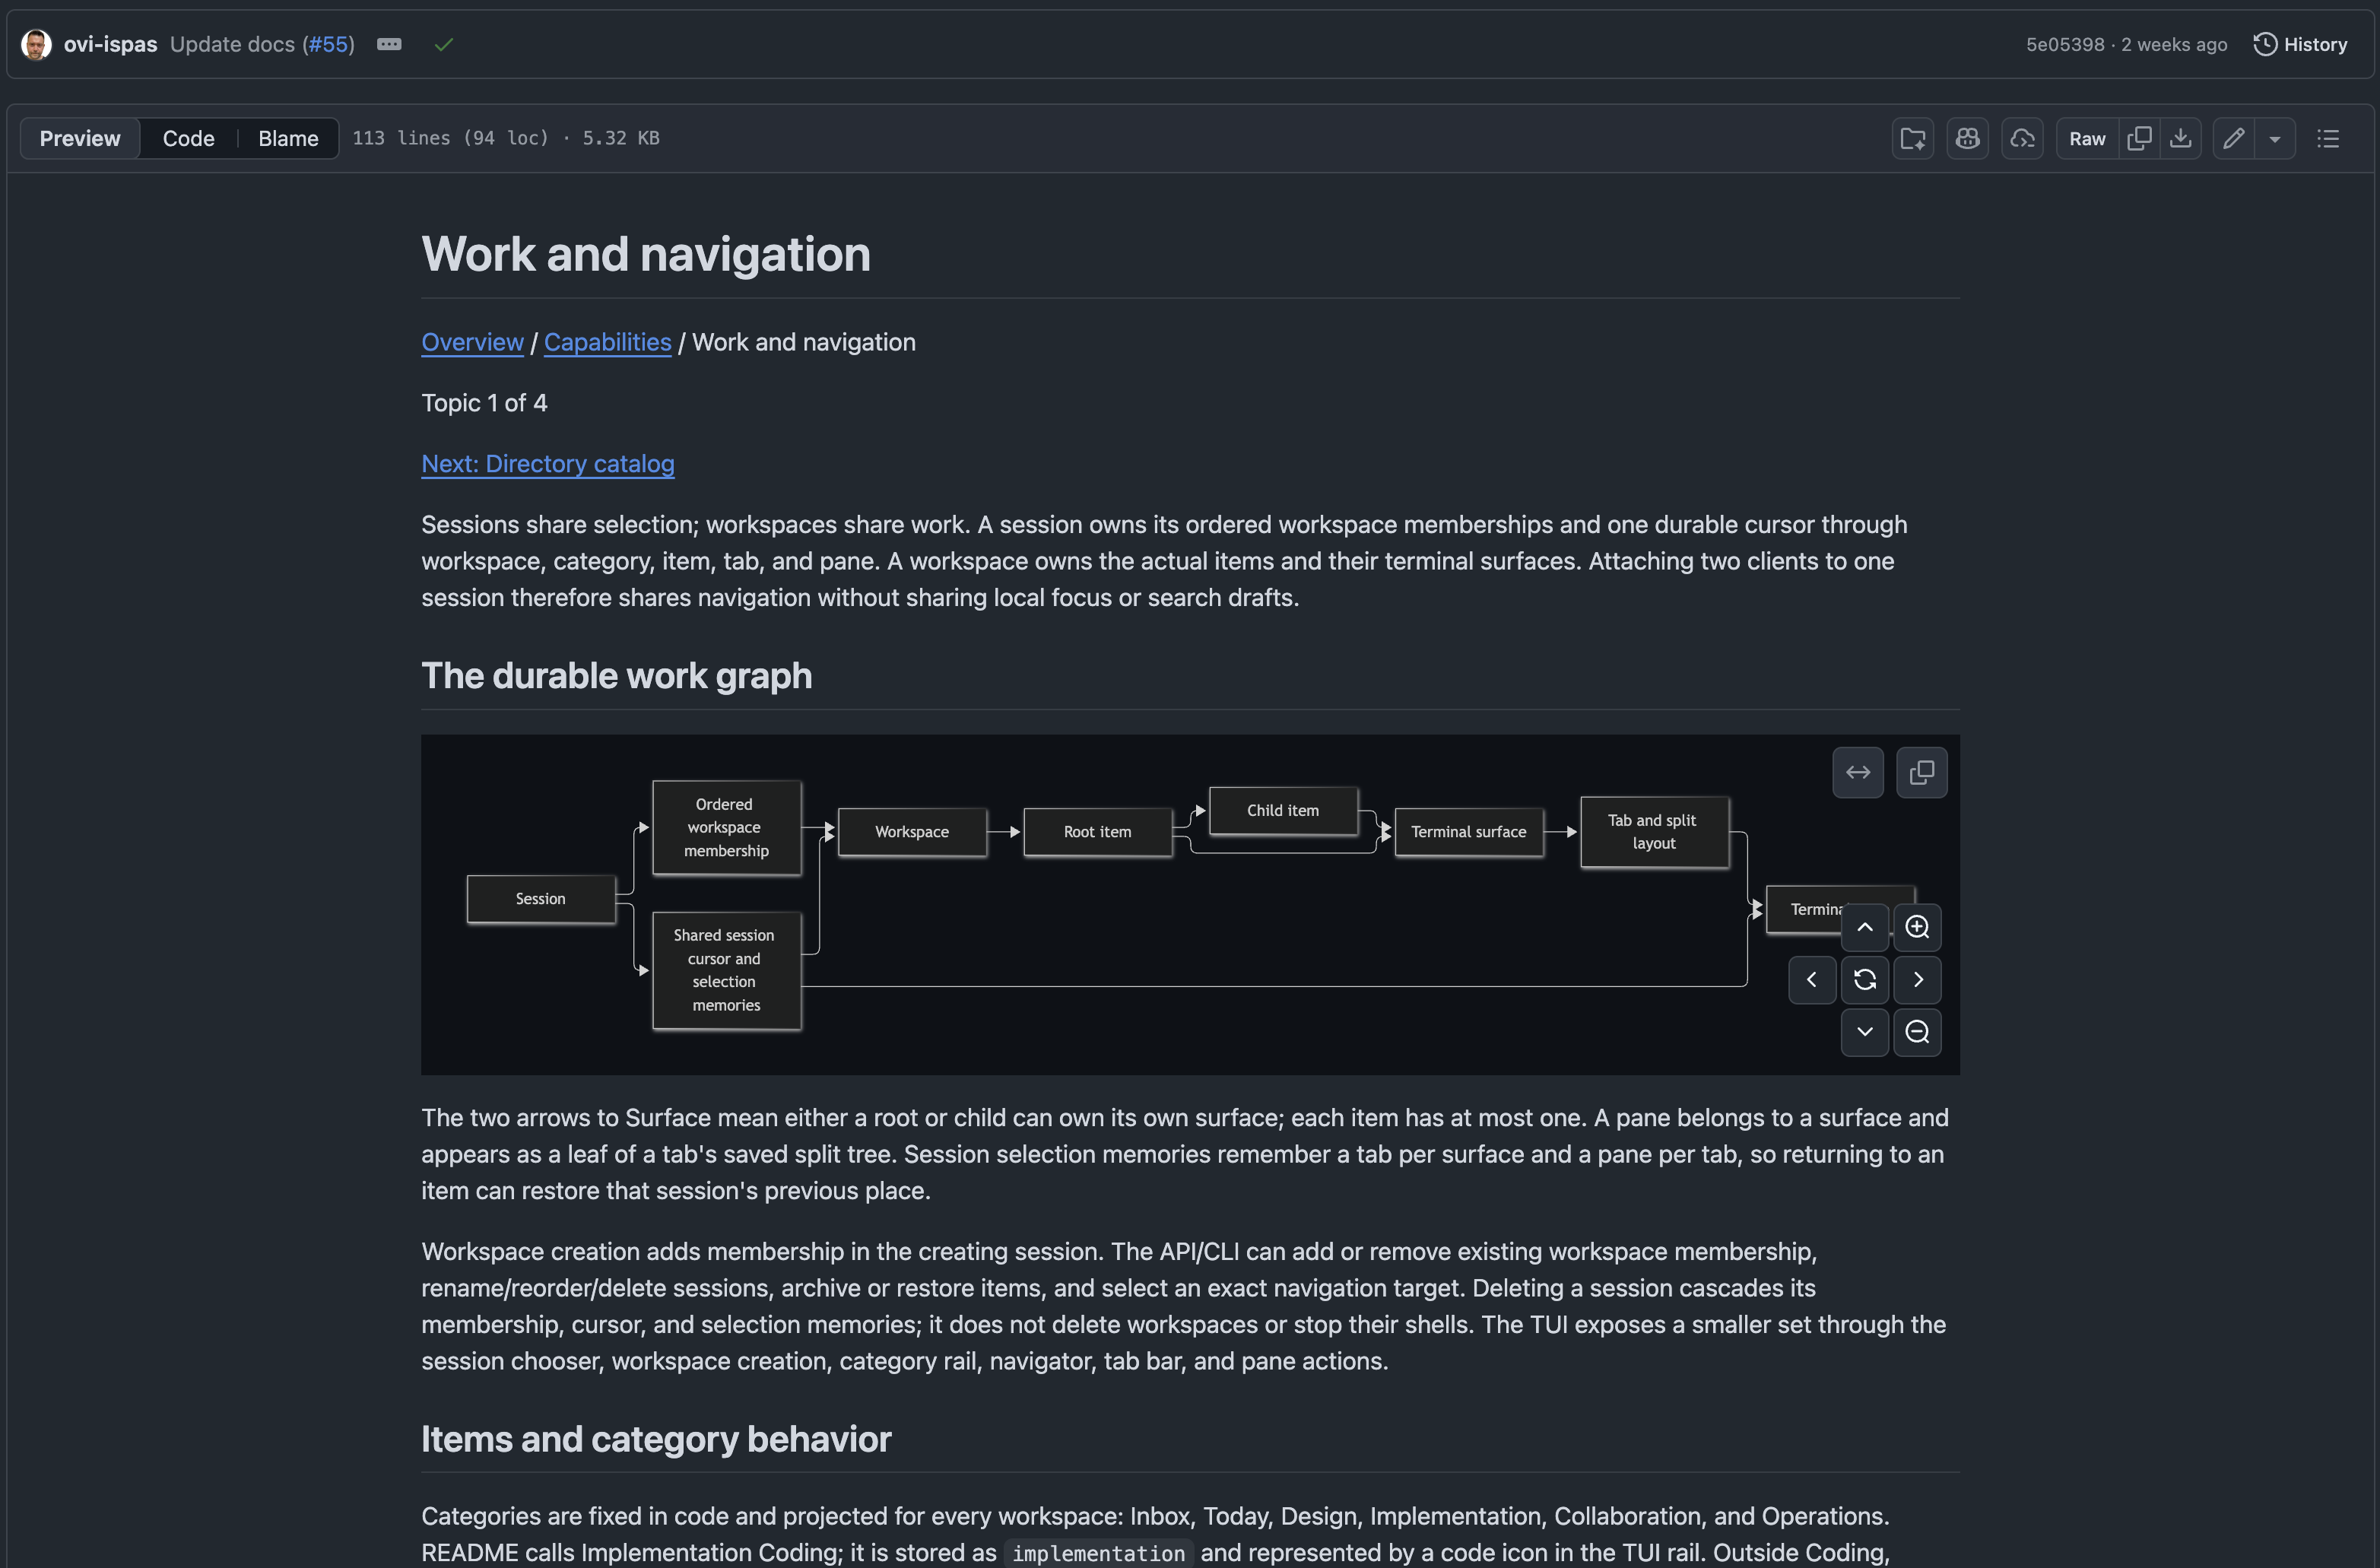 ovi-ispas Update docs (#55)
5e05398 · 2 weeks ago History
Preview Code Blame 113 lines (94 loc) · 5.32 KB
Raw
Work and navigation
Overview / Capabilities / Work and navigation
Topic 1 of 4
Next: Directory catalog
Sessions share selection; workspaces share work. A session owns its ordered workspace memberships and one durable cursor through
workspace, category, item, tab, and pane. A workspace owns the actual items and their terminal surfaces. Attaching two clients to one
session therefore shares navigation without sharing local focus or search drafts.
The durable work graph
Session
Ordered
workspace
membership
Shared session
cursor and
selection
memories
Workspace
Root item
Child item
Terminal surface
Tab and split
layout
The two arrows to Surface mean either a root or child can own its own surface; each item has at most one. A pane belongs to a surface and
appears as a leaf of a tab's saved split tree. Session selection memories remember a tab per surface and a pane per tab, so returning to an
item can restore that session's previous place.
Workspace creation adds membership in the creating session. The API/CLI can add or remove existing workspace membership,
rename/reorder/delete sessions, archive or restore items, and select an exact navigation target. Deleting a session cascades its
membership, cursor, and selection memories; it does not delete workspaces or stop their shells. The TUI exposes a smaller set through the
session chooser, workspace creation, category rail, navigator, tab bar, and pane actions.
Items and category behavior
Categories are fixed in code and projected for every workspace: Inbox, Today, Design, Implementation, Collaboration, and Operations.
README calls Implementation Coding; it is stored as implementation and represented by a code icon in the TUI rail. Outside Coding,